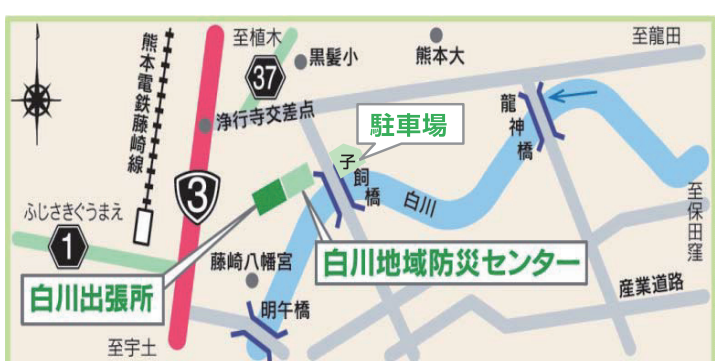 至植木
黒髪小
熊本大
至龍田
熊本電鉄藤崎線
37
浄行寺交差点
駐車場
龍神橋
子飼橋
3
白川
至保田窪
ふじさきぐうまえ
1
藤崎八幡宮
白川地域防災センター
白川出張所
産業道路
明午橋
至宇土